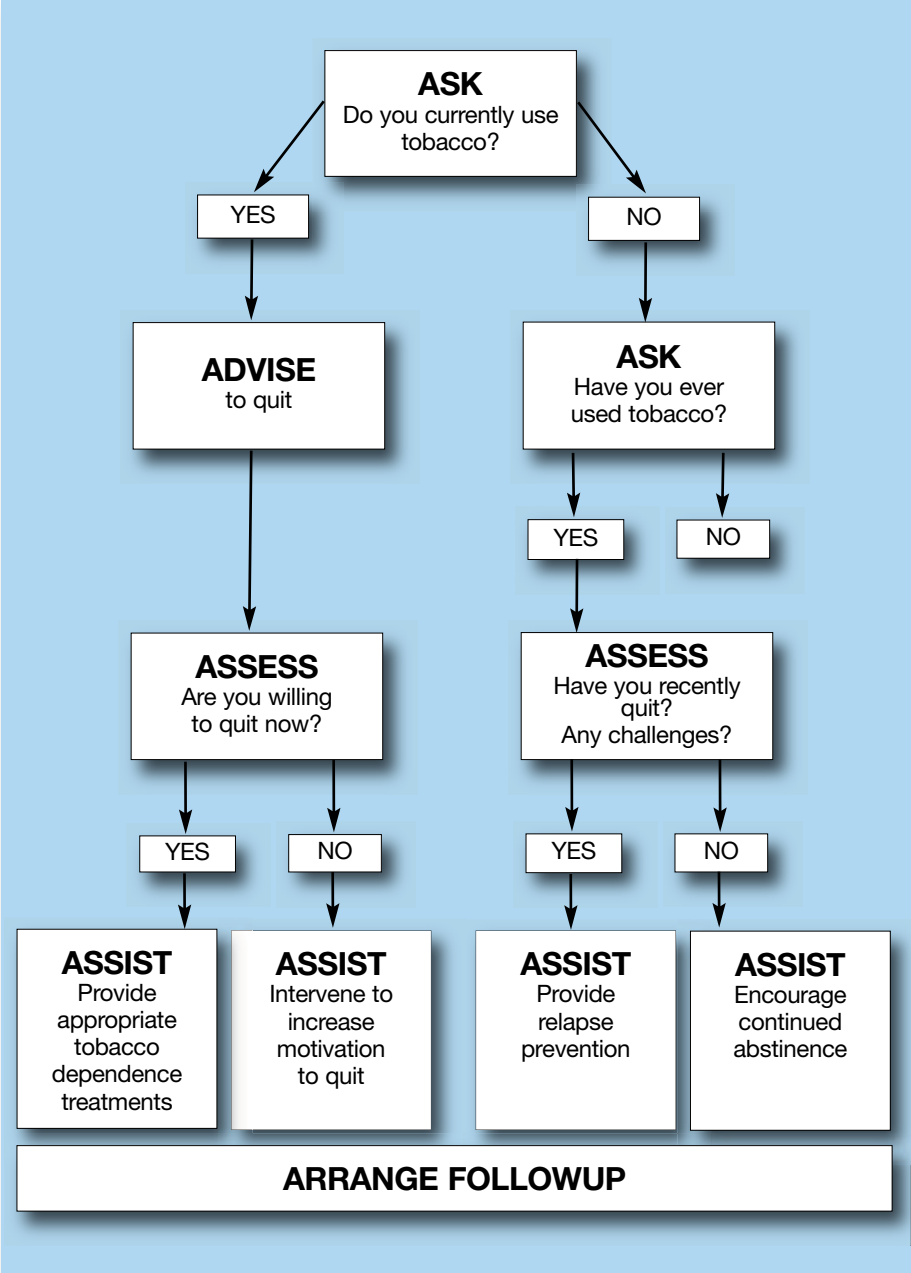 ASK
Do you currently use
tobacco?
YES
NO
ADVISE
to quit
ASK
Have you ever
used tobacco?
YES
NO
ASSESS
Are you willing
to quit now?
ASSESS
Have you recently
quit?
Any challenges?
YES
NO
YES
NO
ASSIST
Provide
appropriate
tobacco
dependence
treatments
ASSIST
Intervene to
increase
motivation
to quit
ASSIST
Provide
relapse
prevention
ASSIST
Encourage
continued
abstinence
ARRANGE FOLLOWUP